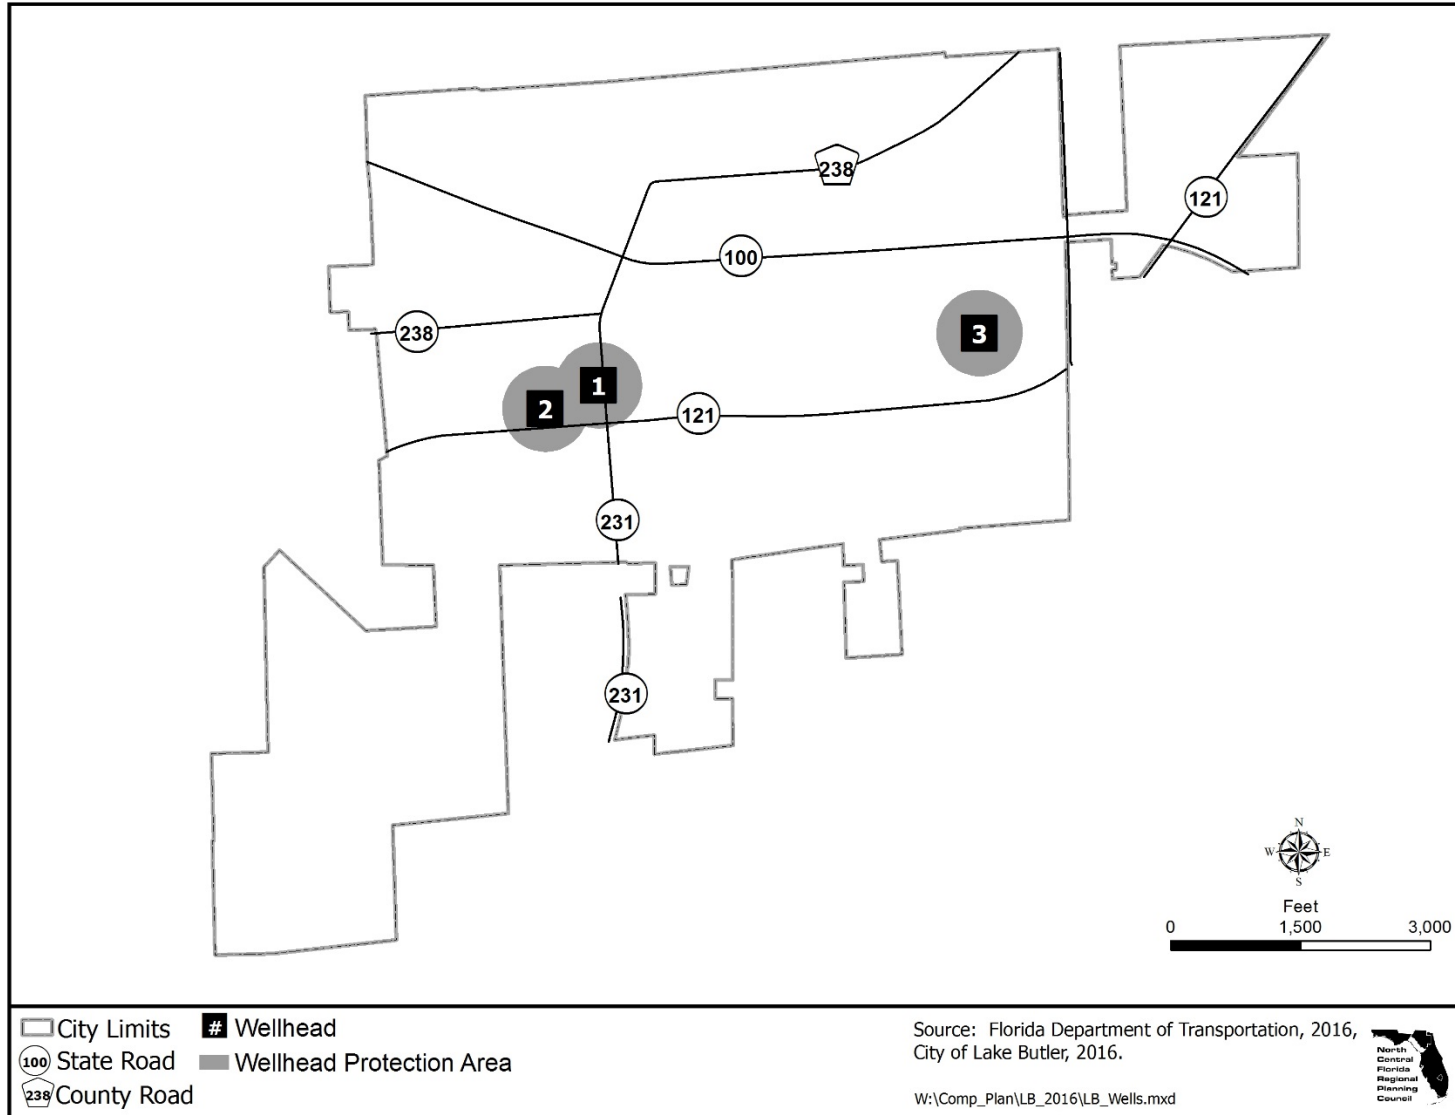 238
121
100
238
3
1
2
121
231
231
N
W E
S
Feet
0 1,500 3,000
City Limits
# Wellhead
100 State Road
Wellhead Protection Area
238 County Road
Source: Florida Department of Transportation, 2016,
City of Lake Butler, 2016.
W:\Comp_Plan\LB_2016\LB_Wells.mxd
North
Central
Florida
Regional
Planning
Council